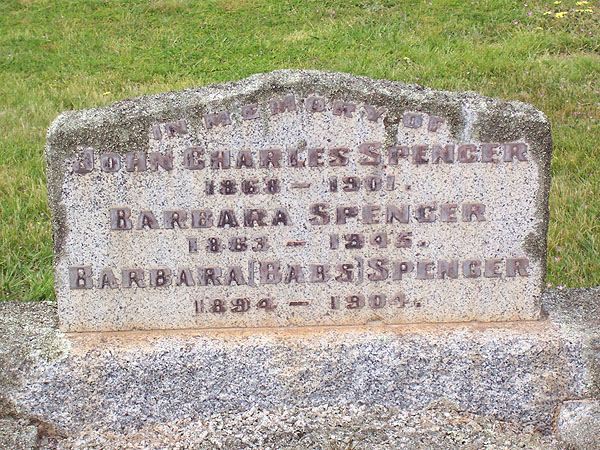 IN MEMORY OF
JOHN CHARLES SPENCER
1868 – 1901.
BARBARA SPENCER
1863 – 1945.
BARBARA (BABS) SPENCER
1894 – 1904.